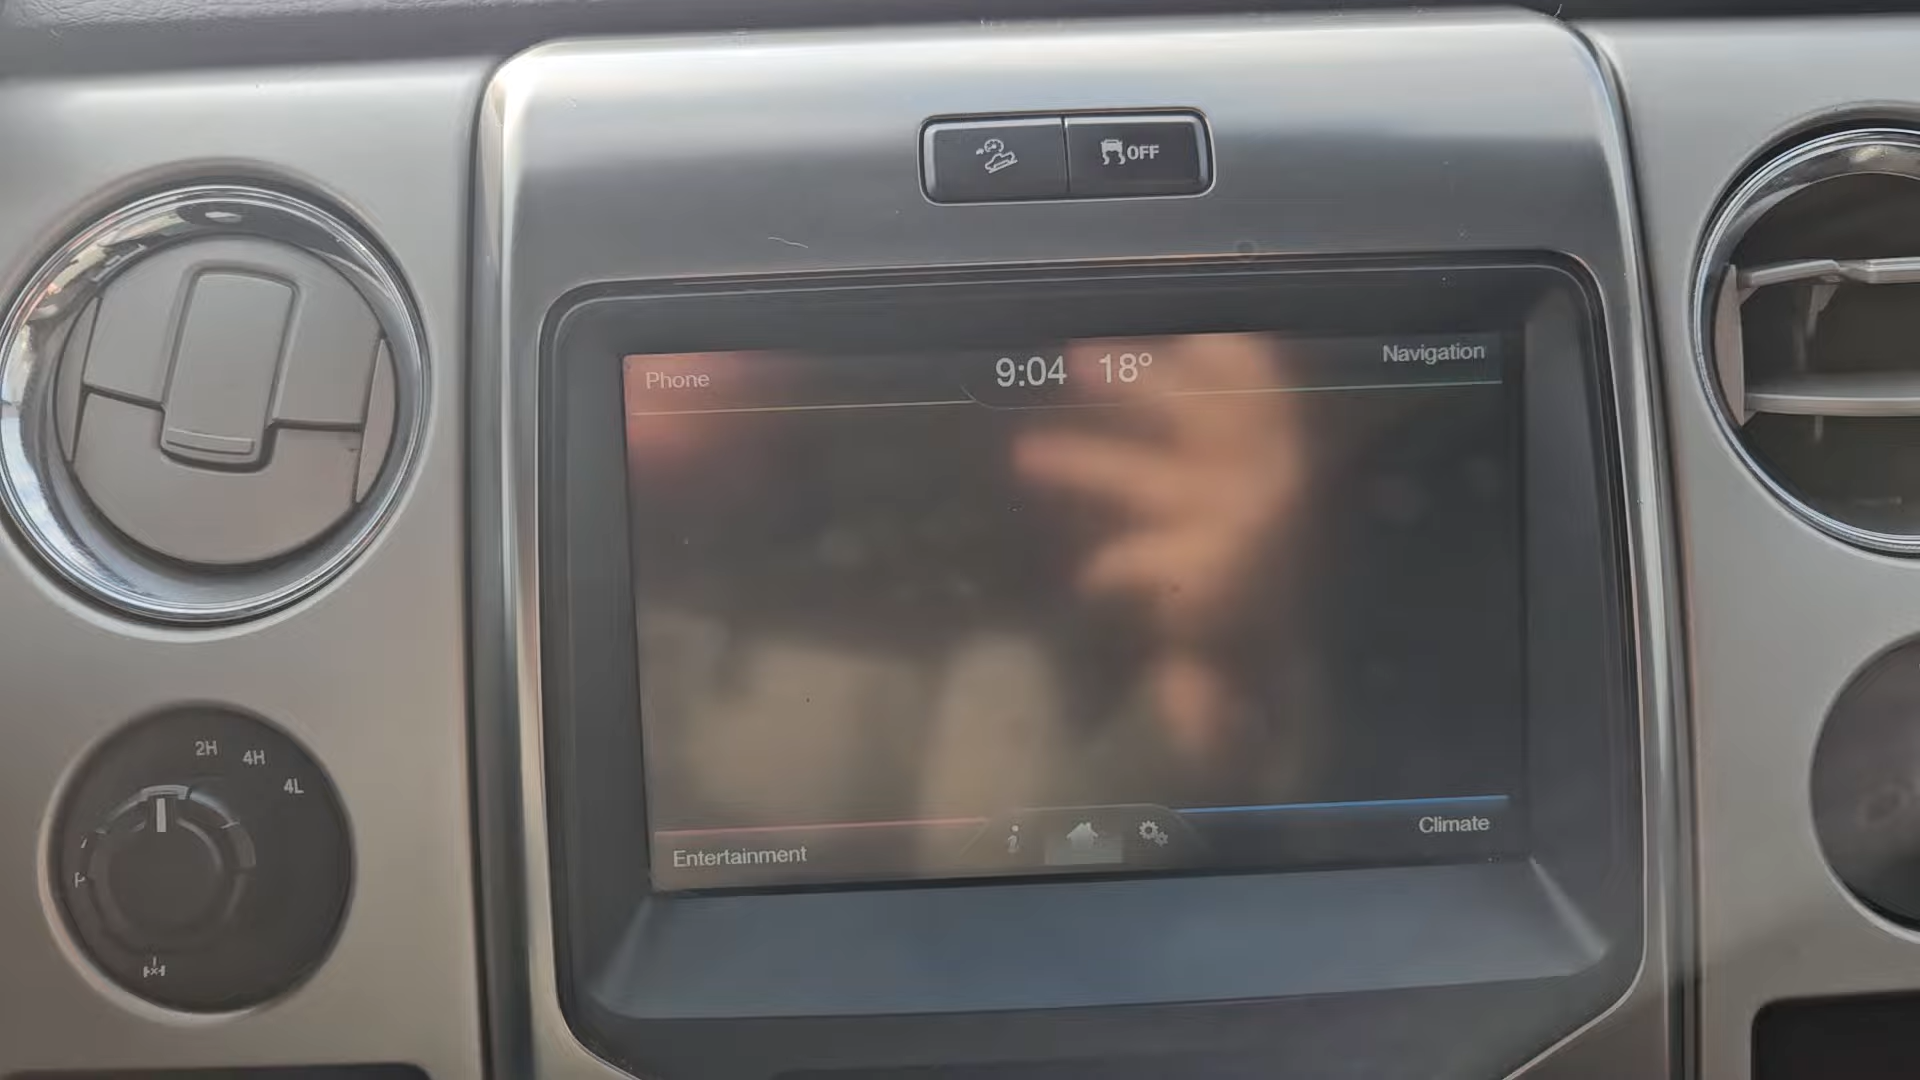 OFF
Phone
9:04 18°
Navigation
2H
4H
4L
Entertainment
Climate